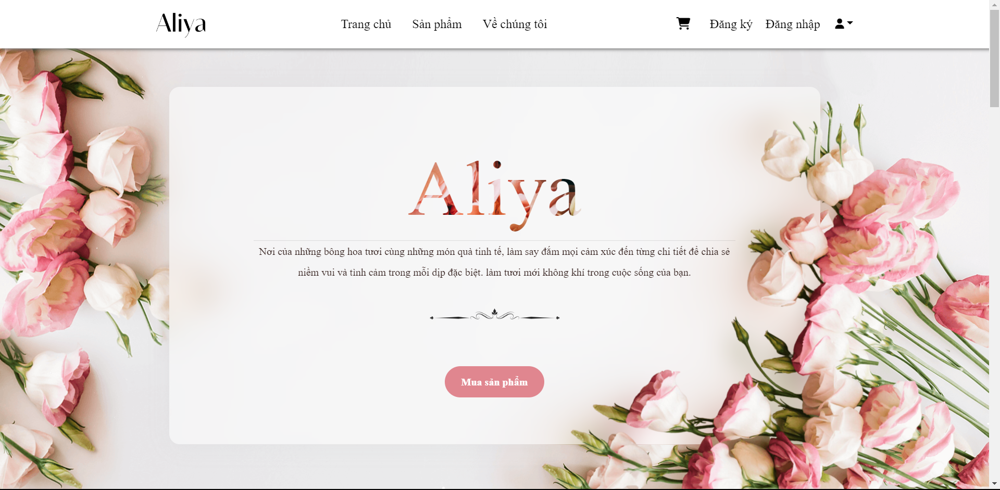 Aliya
Trang chủ
Sản phẩm
Về chúng tôi
Đăng ký
Đăng nhập
Aliya
Nơi của những bông hoa tươi cùng những món quà tinh tế, làm say đắm mọi cảm xúc đến từng chi tiết để chia sẻ
niềm vui và tình cảm trong mỗi dịp đặc biệt. làm tươi mới không khí trong cuộc sống của bạn.
Mua sản phẩm